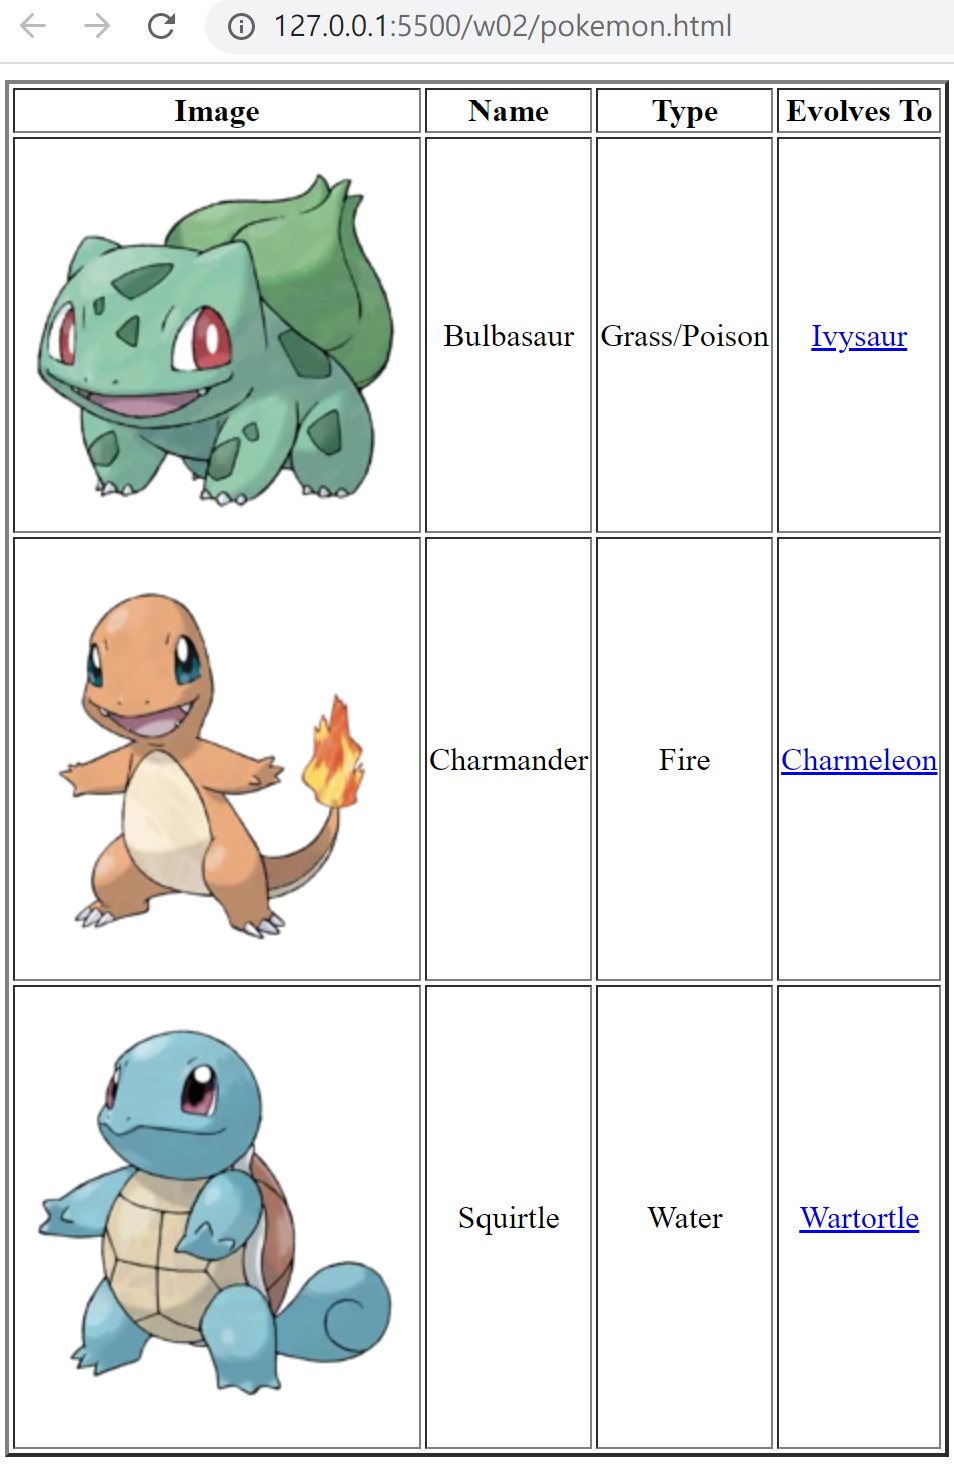 127.0.0.1:5500/w02/pokemon.html
Image Name Type Evolves To
Bulbasaur Grass/Poison Ivysaur
Charmander Fire Charmeleon
Squirtle Water Wartortle